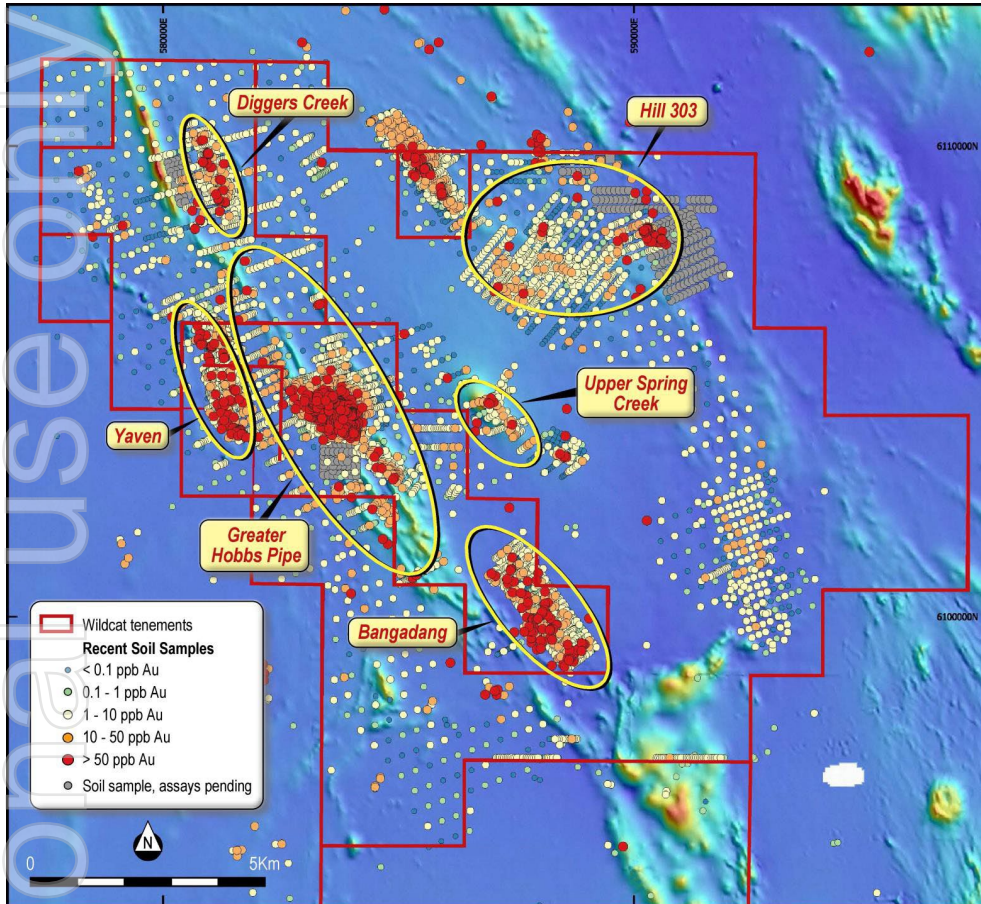 580000E
590000E
Diggers Creek
Hill 303
6110000N
Upper Spring
Creek
Yaven
Greater
Hobbs Pipe
Bangadang
6100000N
Wildcat tenements
Recent Soil Samples
< 0.1 ppb Au
0.1 - 1 ppb Au
1 - 10 ppb Au
10 - 50 ppb Au
> 50 ppb Au
Soil sample, assays pending
N
0
5Km
onal use only